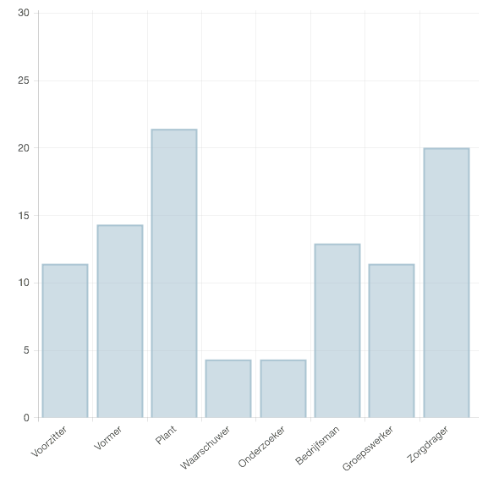 30
25
20
15
10
5
0
Voorzitter
Vormer
Plant
Waarschuwer
Onderzoeker
Bedrijfsman
Groepswerker
Zorgdrager